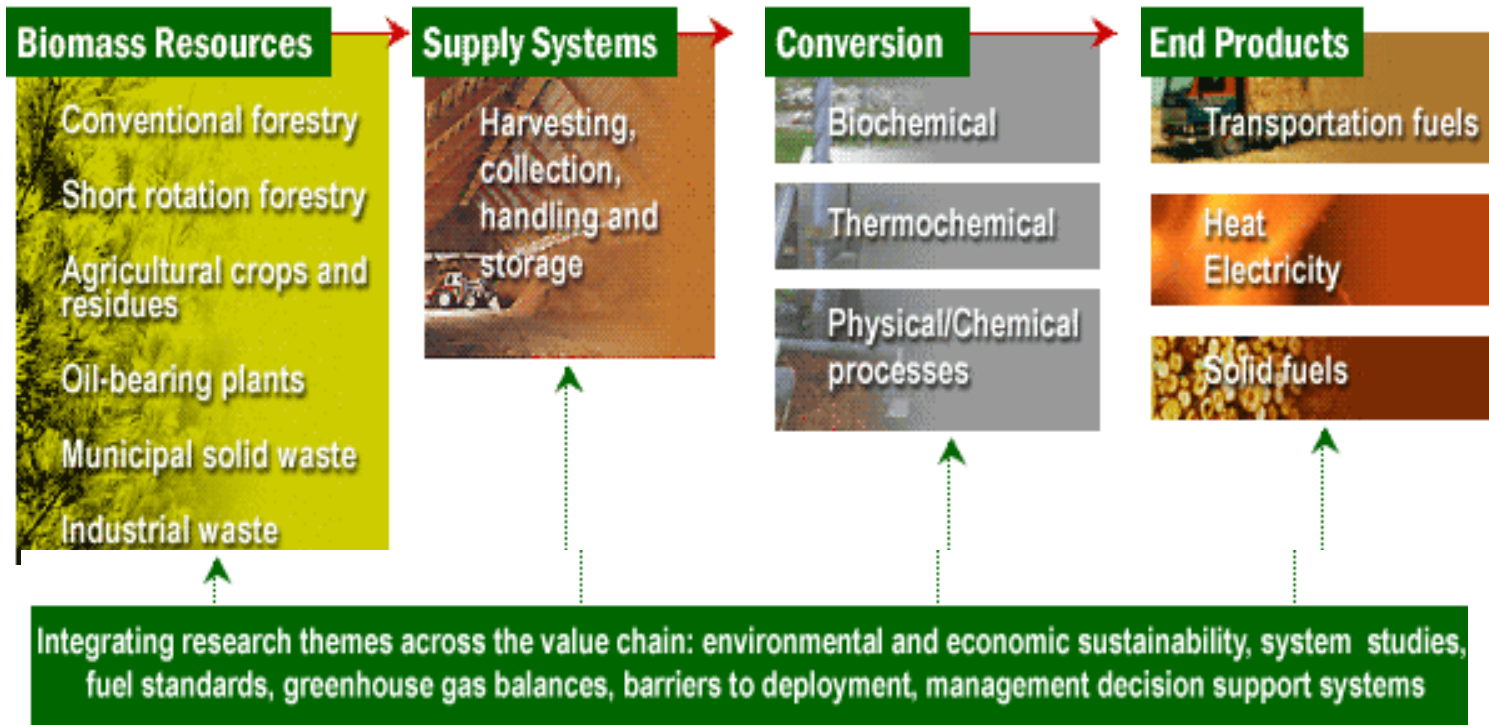 Biomass Resources
Conventional forestry
Short rotation forestry
Agricultural crops and
residues
Oil-bearing plants
Municipal solid waste
Industrial waste
Supply Systems
Harvesting,
collection,
handling and
storage
Conversion
Biochemical
Thermochemical
Physical/Chemical
processes
End Products
Transportation fuels
Heat
Electricity
Solid fuels
Integrating research themes across the value chain: environmental and economic sustainability, system studies,
fuel standards, greenhouse gas balances, barriers to deployment, management decision support systems